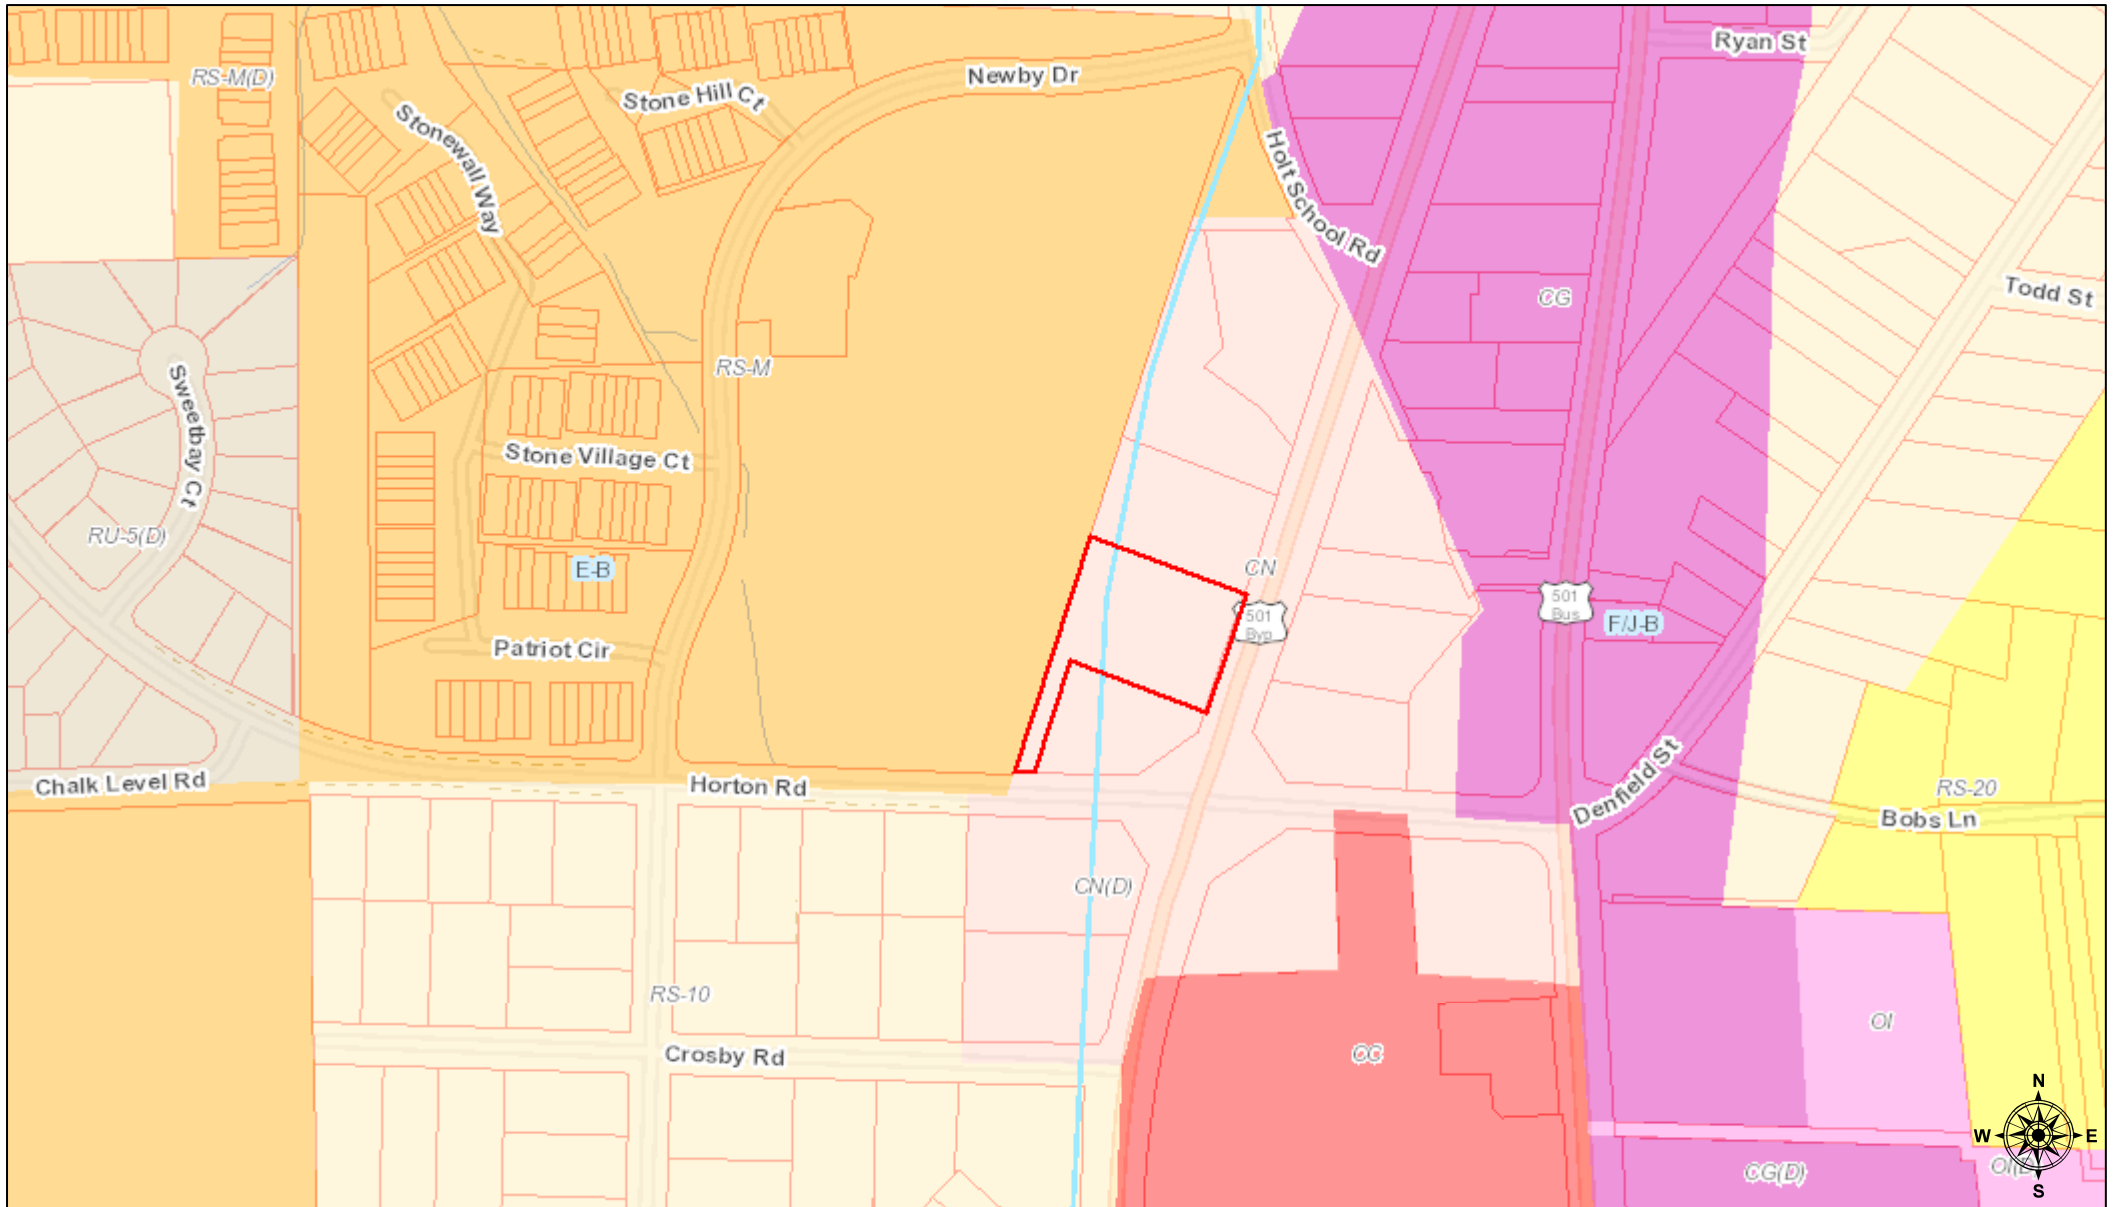 Ryan St
RS-M(D)
Newby Dr
Stone Hill Ct
Stonewall Way
Holt School Rd
CG
Todd St
RS-M
Sweetbay Ct
Stone Village Ct
RU-5(D)
E-B
CN
501
Byp
501
Bus
F/J-B
Patriot Cir
Chalk Level Rd
Horton Rd
Denfield St
RS-20
Bobs Ln
CN(D)
RS-10
OI
Crosby Rd
CC
N
W
E
S
CG(D)